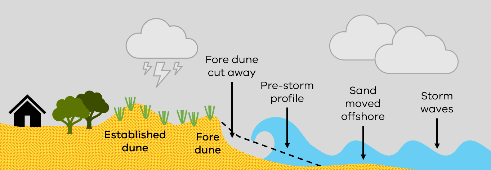 Fore dune
cut away
Pre-storm
profile
Sand
moved
offshore
Storm
waves
Established
dune
Fore
dune